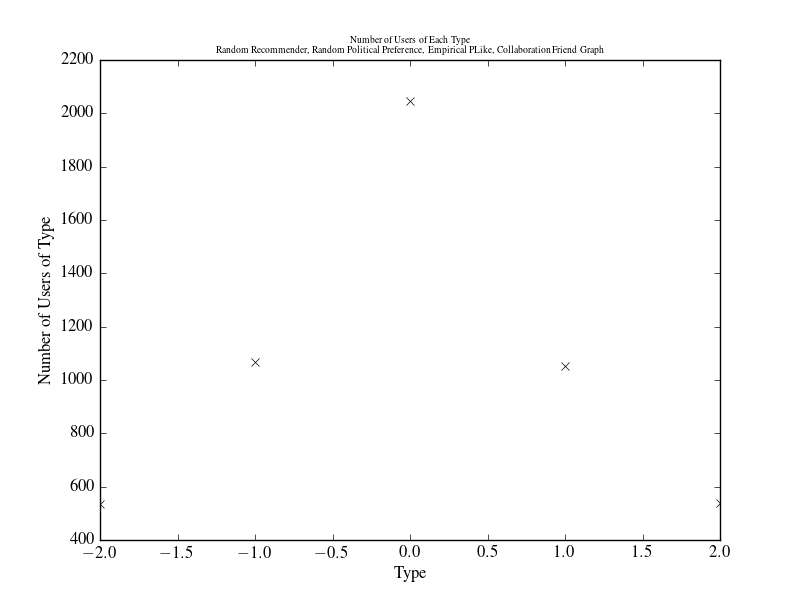 Number of Users of Each Type
Random Recommender, Random Political Preference, Empirical PLike, CollaborationFriend Graph
2200
2000
1800
1600
1400
1200
1000
800
600
400
Number of Users of Type
−2.0 −1.5 −1.0 −0.5 0.0 0.5 1.0 1.5 2.0
Type